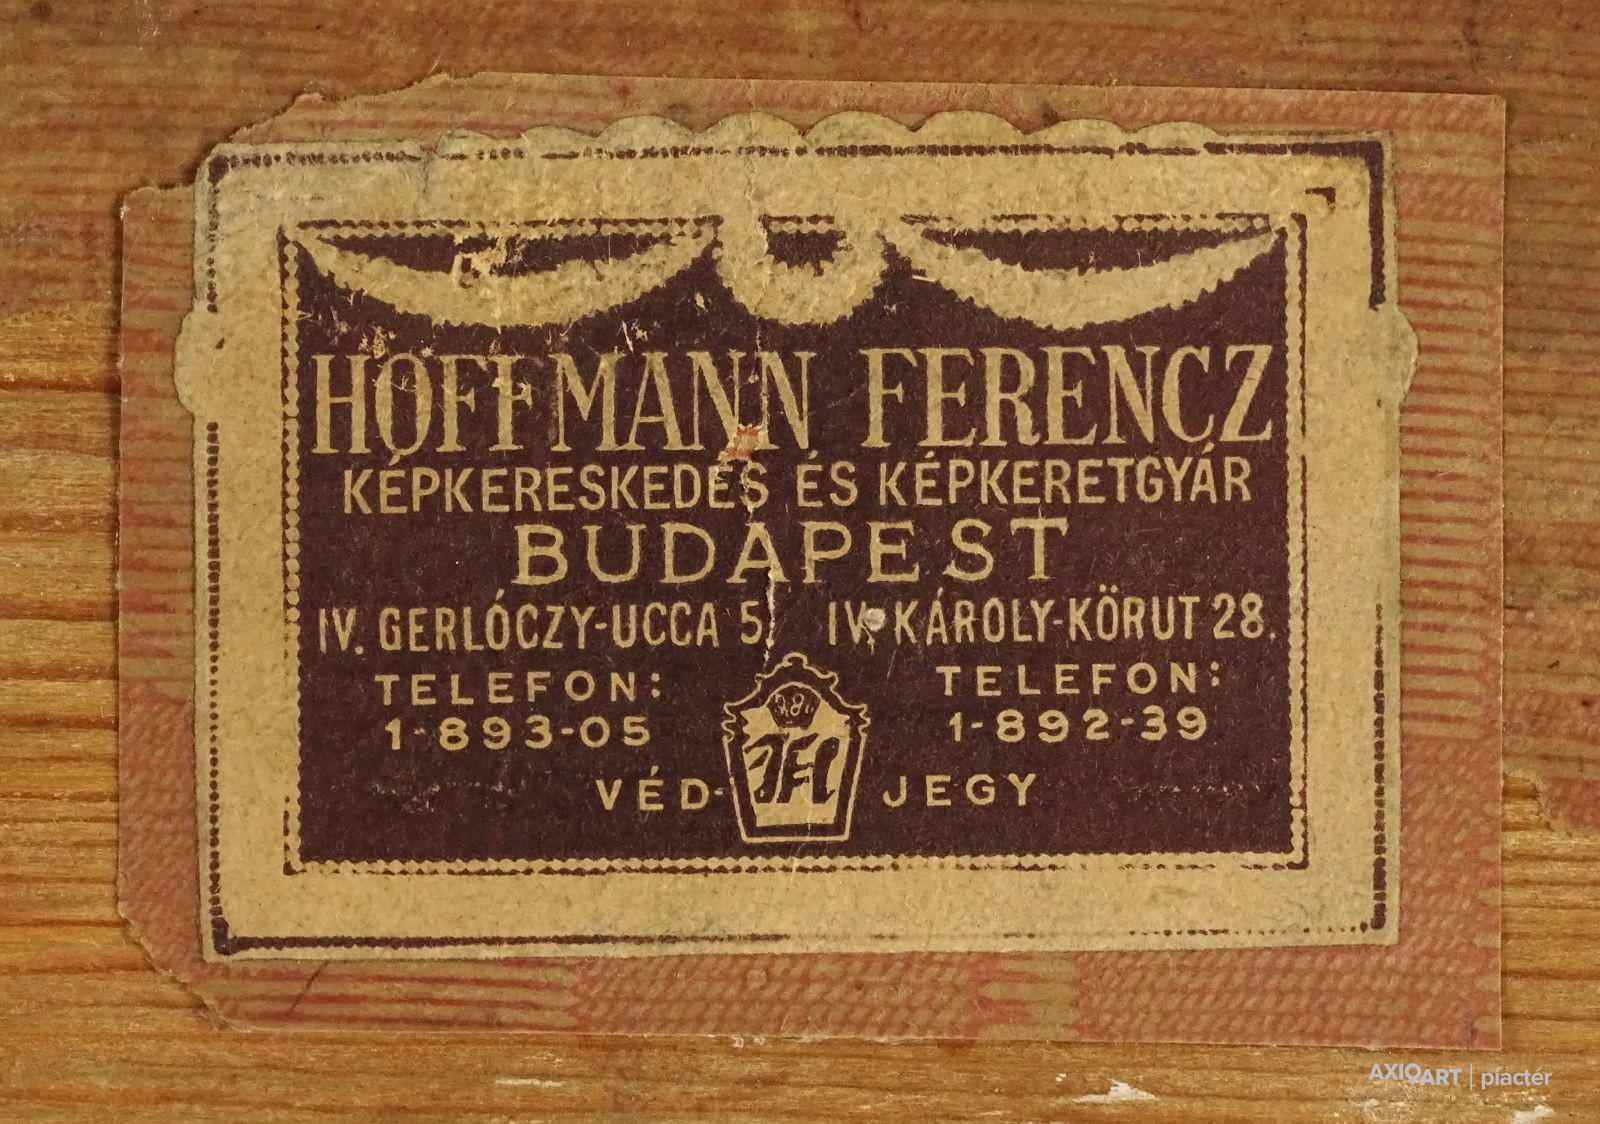 HOFFMANN FERENCZ
KÉPKERESKEDÉS ÉS KÉPKERETGYÁR
BUDAPEST
IV. GERLÓCZY-UCCA 5. IV. KÁROLY-KÖRUT 28.
TELEFON: TELEFON:
1-893-05 1-892-39
VÉD- JEGY
AXIOART | piactér